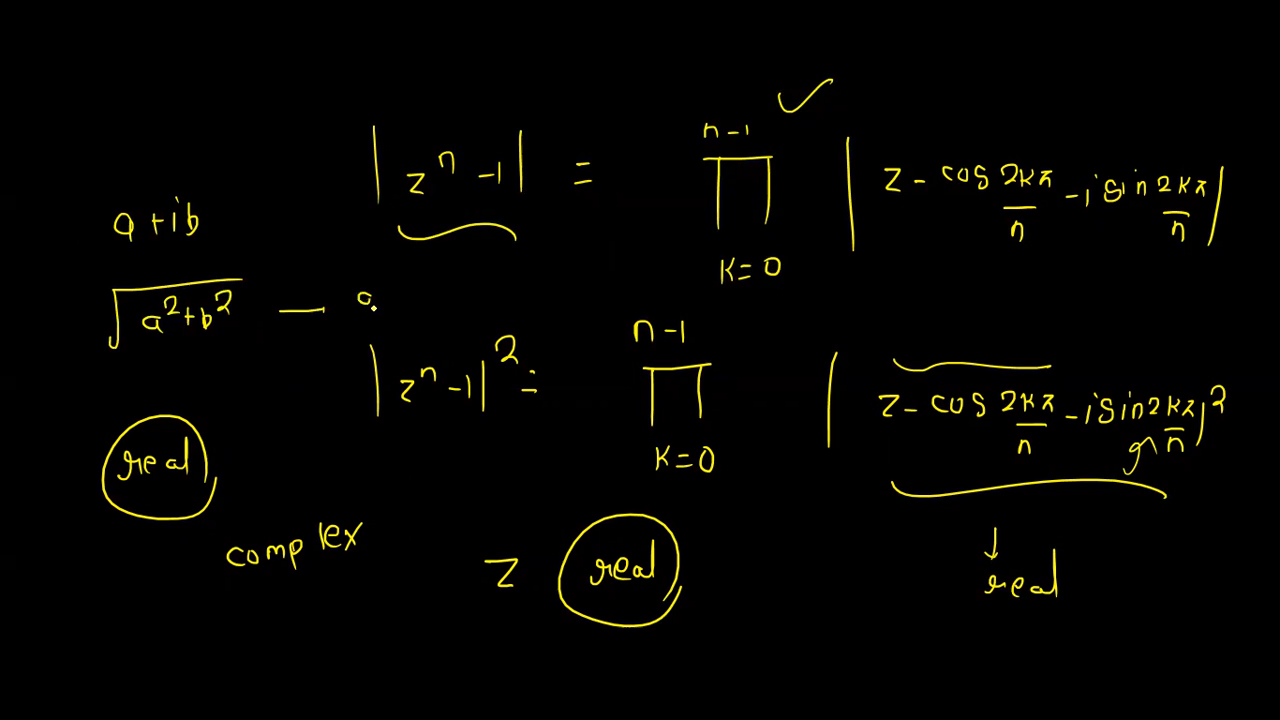 |z^n - 1| = ∏_{k=0}^{n-1} |z - cos 2kπ/n - i sin 2kπ/n|
a + ib
√(a²+b²) —
|z^n - 1|² = ∏_{k=0}^{n-1} |z - cos 2kπ/n - i sin 2kπ/n|²
real
complex
z real
↓
real